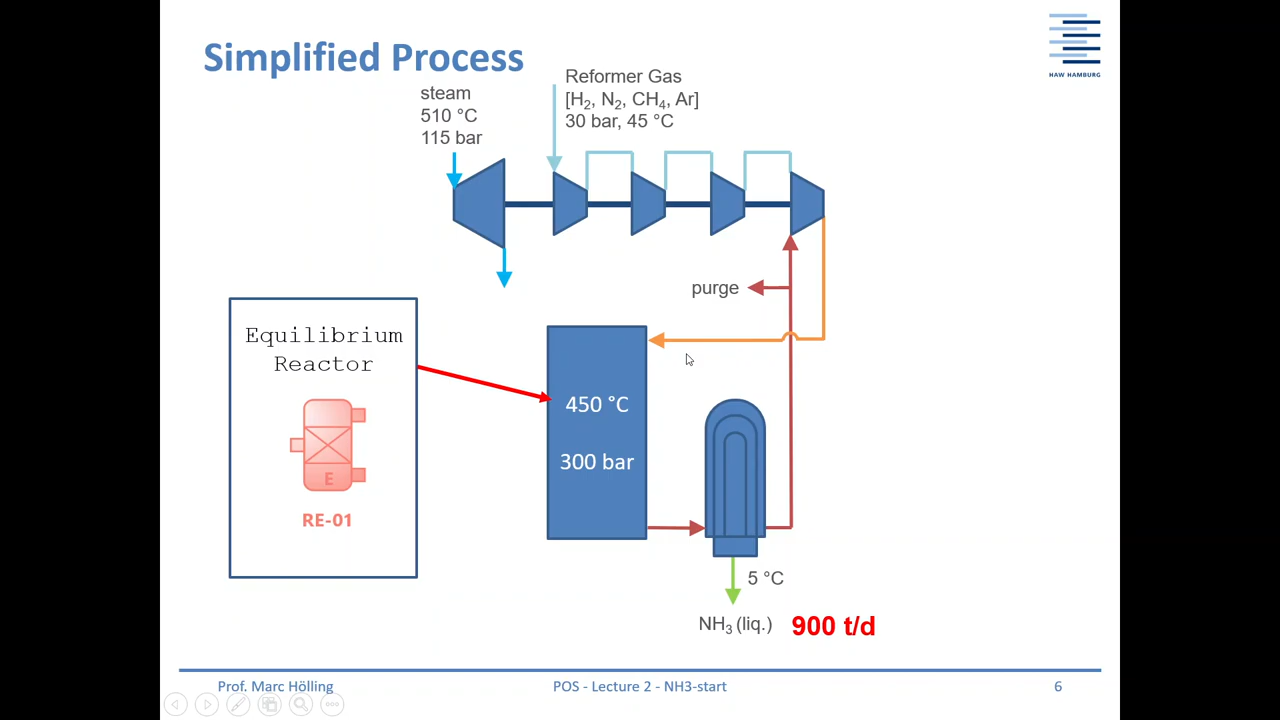 Simplified Process
HAW HAMBURG
steam
510 °C
115 bar
Reformer Gas
[H₂, N₂, CH₄, Ar]
30 bar, 45 °C
purge
Equilibrium
Reactor
E
RE-01
450 °C
300 bar
5 °C
NH₃ (liq.) 900 t/d
Prof. Marc Hölling POS - Lecture 2 - NH3-start 6